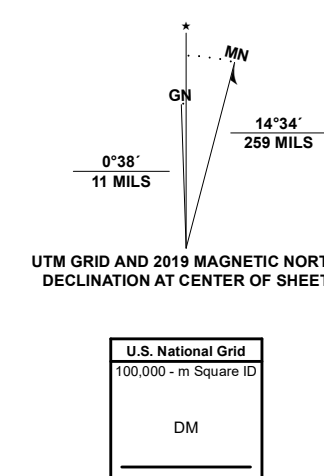 ★
MN
GN
14°34´
259 MILS
0°38´
11 MILS
UTM GRID AND 2019 MAGNETIC NORT
DECLINATION AT CENTER OF SHEET
U.S. National Grid
100,000 - m Square ID
DM